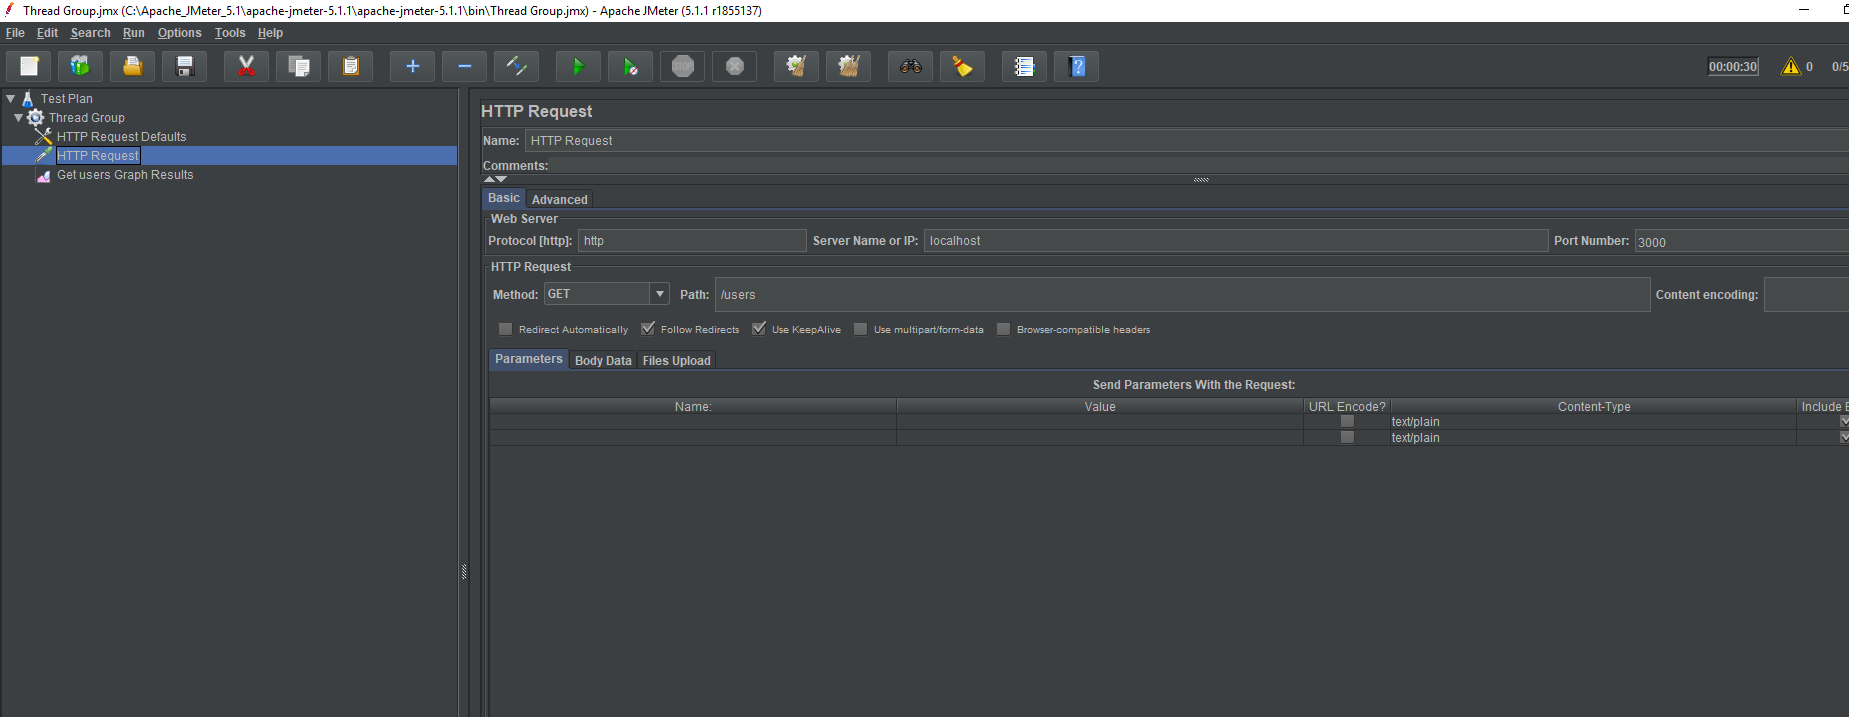 Thread Group.jmx (C:\Apache_JMeter_5.1\apache-jmeter-5.1.1\apache-jmeter-5.1.1\bin\Thread Group.jmx) - Apache JMeter (5.1.1 r1855137)
File Edit Search Run Options Tools Help
STOP 00:00:30 0 0/5
Test Plan
Thread Group
HTTP Request Defaults
HTTP Request
Get users Graph Results
HTTP Request
Name: HTTP Request
Comments:
Basic Advanced
Web Server
Protocol [http]: http Server Name or IP: localhost Port Number: 3000
HTTP Request
Method: GET Path: /users Content encoding:
Redirect Automatically Follow Redirects Use KeepAlive Use multipart/form-data Browser-compatible headers
Parameters Body Data Files Upload
Send Parameters With the Request:
Name: Value URL Encode? Content-Type Include E
text/plain
text/plain